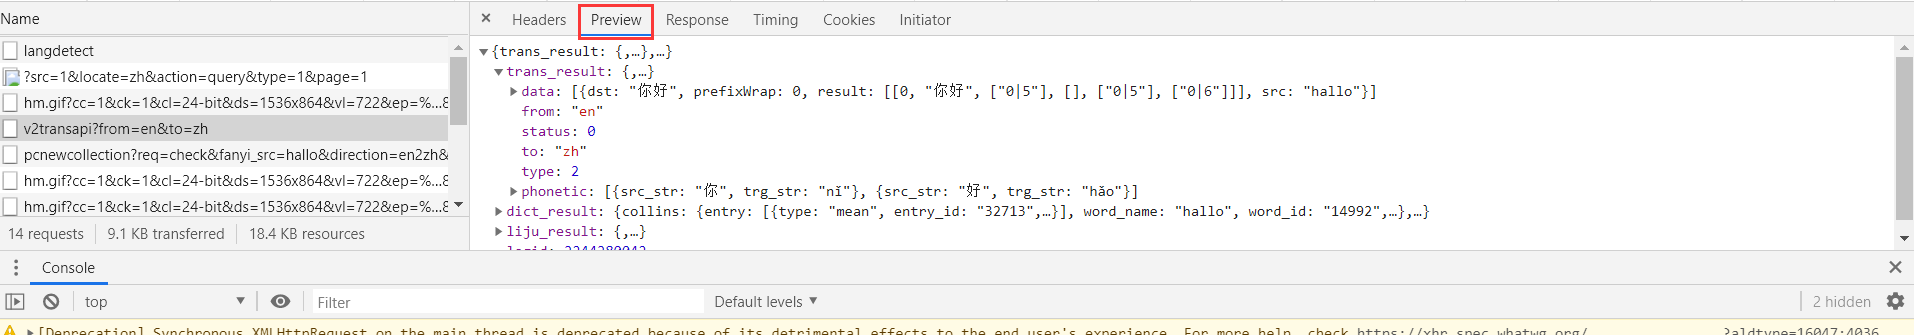 Name
× Headers Preview Response Timing Cookies Initiator
langdetect
?src=1&locate=zh&action=query&type=1&page=1
hm.gif?cc=1&ck=1&cl=24-bit&ds=1536x864&vl=722&ep=%...8
v2transapi?from=en&to=zh
pcnewcollection?req=check&fanyi_src=hallo&direction=en2zh&
hm.gif?cc=1&ck=1&cl=24-bit&ds=1536x864&vl=722&ep=%...8
hm.gif?cc=1&ck=1&cl=24-bit&ds=1536x864&vl=722&ep=%...8
14 requests 9.1 KB transferred 18.4 KB resources
{trans_result: {,…},…}
trans_result: {,…}
data: [{dst: "你好", prefixWrap: 0, result: [[0, "你好", ["0|5"], [], ["0|5"], ["0|6"]]], src: "hallo"}]
from: "en"
status: 0
to: "zh"
type: 2
phonetic: [{src_str: "你", trg_str: "nǐ"}, {src_str: "好", trg_str: "hǎo"}]
dict_result: {collins: {entry: [{type: "mean", entry_id: "32713",…}], word_name: "hallo", word_id: "14992",…},…}
liju_result: {,…}
Console
top Filter Default levels 2 hidden
[Deprecation] Synchronous XMLHttpRequest on the main thread is deprecated because of its detrimental effects to the end user's experience. For more help, check https://xhr.spec.whatwg.org/ ?aldtype=16047:4036